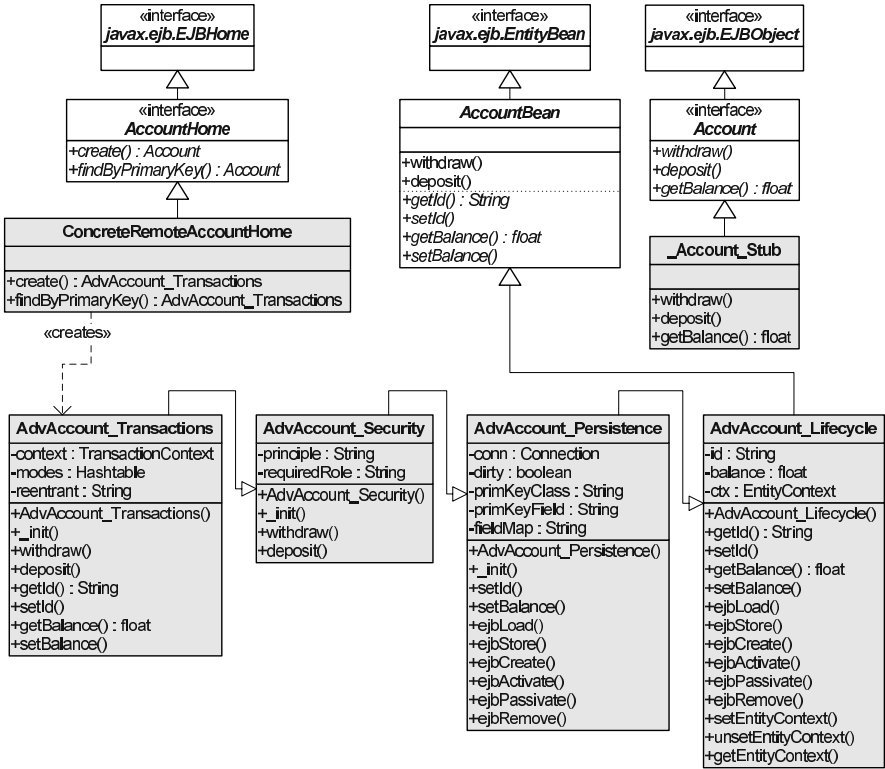 «interface»
javax.ejb.EJBHome
«interface»
AccountHome
+create() : Account
+findByPrimaryKey() : Account
ConcreteRemoteAccountHome
+create() : AdvAccount_Transactions
+findByPrimaryKey() : AdvAccount_Transactions
«creates»
«interface»
javax.ejb.EntityBean
AccountBean
+withdraw()
+deposit()
+getId() : String
+setId()
+getBalance() : float
+setBalance()
«interface»
javax.ejb.EJBObject
«interface»
Account
+withdraw()
+deposit()
+getBalance() : float
_Account_Stub
+withdraw()
+deposit()
+getBalance() : float
AdvAccount_Transactions
-context : TransactionContext
-modes : Hashtable
-reentrant : String
+AdvAccount_Transactions()
+_init()
+withdraw()
+deposit()
+getId() : String
+setId()
+getBalance() : float
+setBalance()
AdvAccount_Security
-principle : String
-requiredRole : String
+AdvAccount_Security()
+_init()
+withdraw()
+deposit()
AdvAccount_Persistence
-conn : Connection
-dirty : boolean
-primKeyClass : String
-primKeyField : String
-fieldMap : String
+AdvAccount_Persistence()
+_init()
+setId()
+setBalance()
+ejbLoad()
+ejbStore()
+ejbCreate()
+ejbActivate()
+ejbPassivate()
+ejbRemove()
AdvAccount_Lifecycle
-id : String
-balance : float
-ctx : EntityContext
+AdvAccount_Lifecycle()
+getId() : String
+setId()
+getBalance() : float
+setBalance()
+ejbLoad()
+ejbStore()
+ejbCreate()
+ejbActivate()
+ejbPassivate()
+ejbRemove()
+setEntityContext()
+unsetEntityContext()
+getEntityContext()